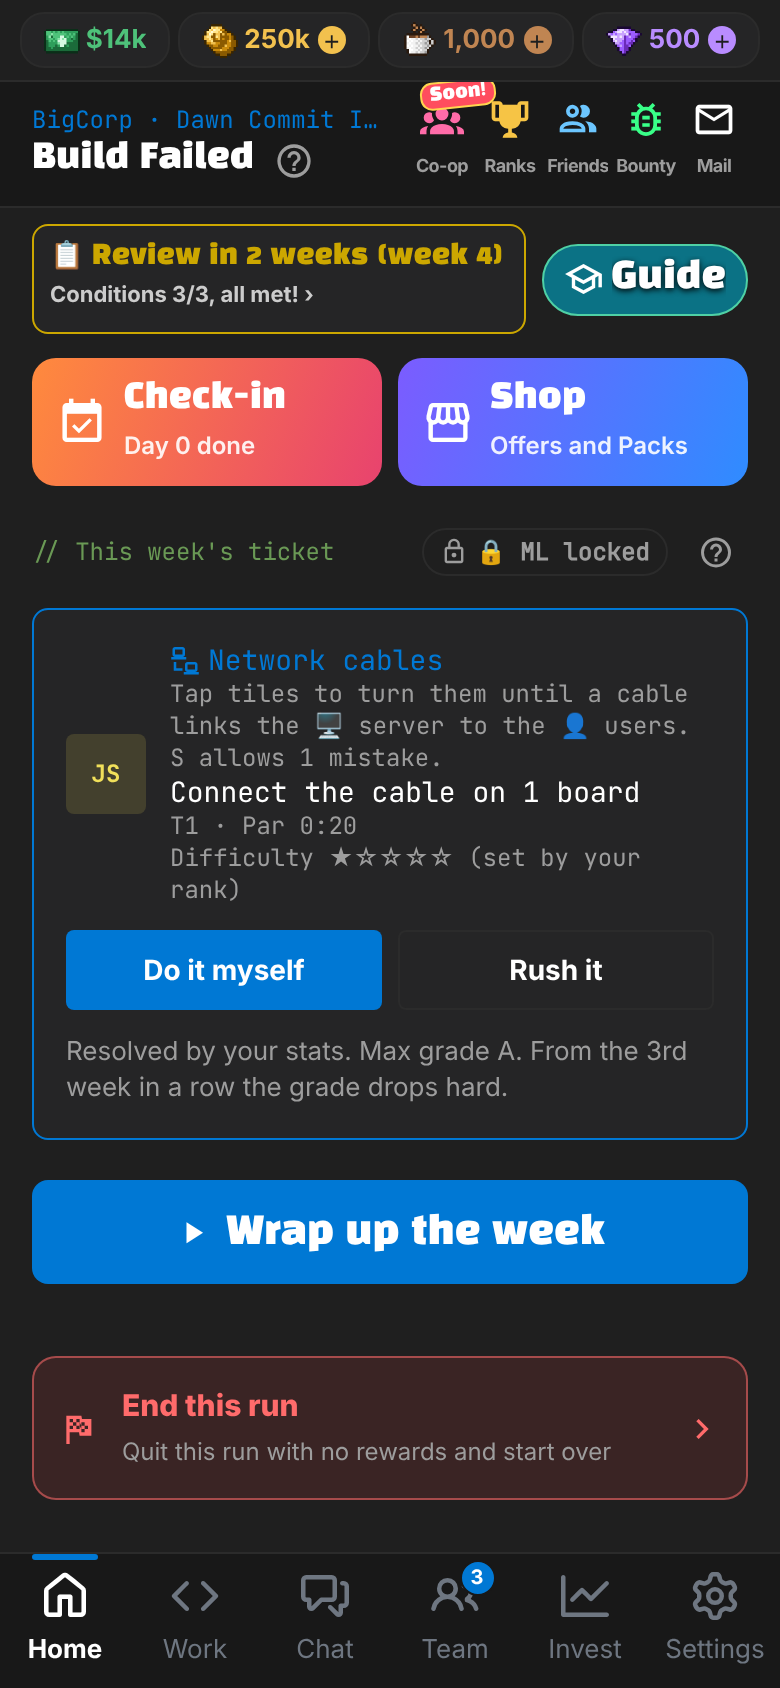 $14k 250k 1,000 500
BigCorp · Dawn Commit I…
Build Failed
Soon!
Co-op Ranks Friends Bounty Mail
Review in 2 weeks (week 4)
Conditions 3/3, all met! ›
Guide
Check-in
Day 0 done
Shop
Offers and Packs
// This week's ticket
ML locked
JS
Network cables
Tap tiles to turn them until a cable
links the 🖥️ server to the 👤 users.
S allows 1 mistake.
Connect the cable on 1 board
T1 · Par 0:20
Difficulty ★☆☆☆☆ (set by your
rank)
Do it myself
Rush it
Resolved by your stats. Max grade A. From the 3rd
week in a row the grade drops hard.
Wrap up the week
End this run
Quit this run with no rewards and start over
3
Home Work Chat Team Invest Settings